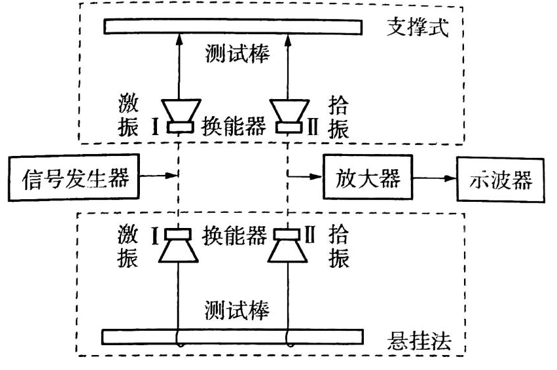 支撑式
测试棒
激振 Ⅰ 换能器 Ⅱ 拾振
信号发生器
放大器
示波器
激振 Ⅰ 换能器 Ⅱ 拾振
测试棒
悬挂法